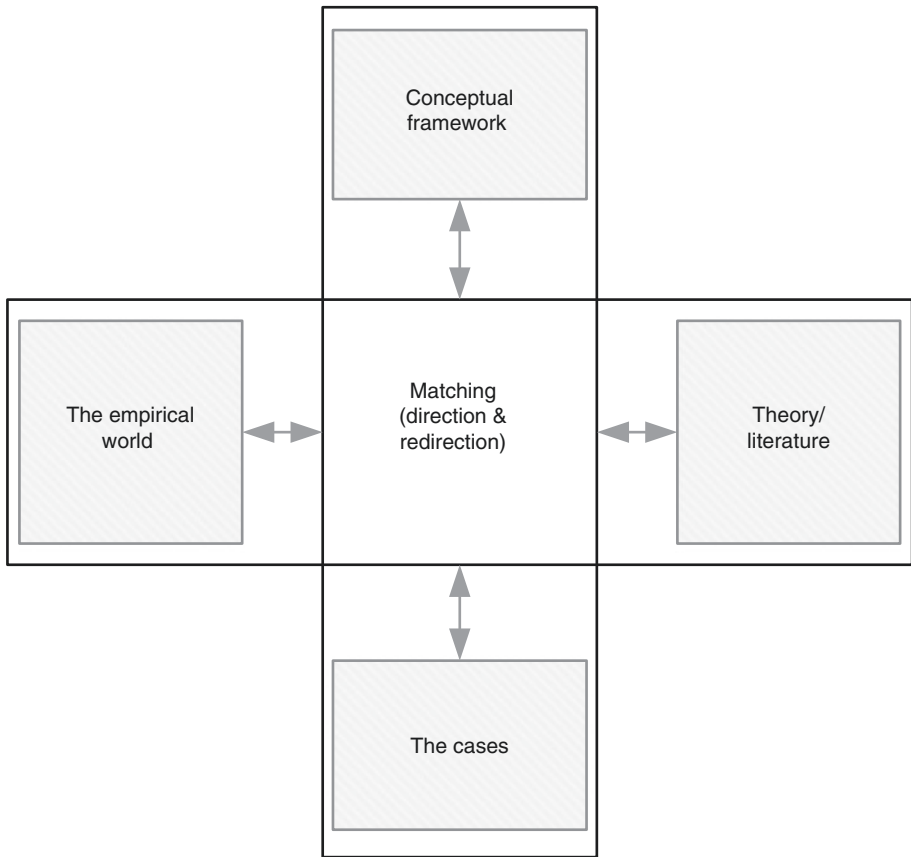 Conceptual
framework
The empirical
world
Matching
(direction &
redirection)
Theory/
literature
The cases